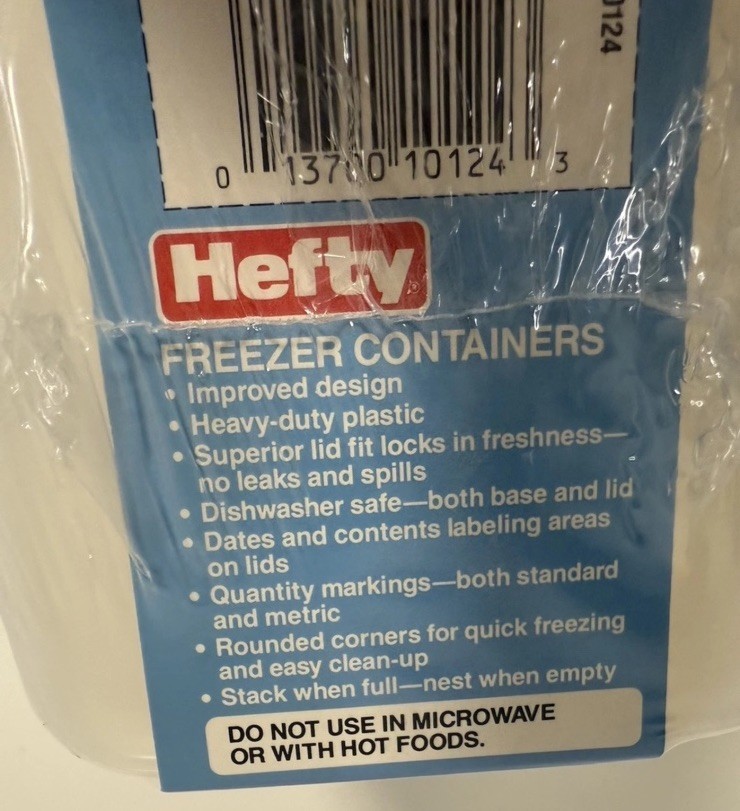 0124
0 13700 10124 3
Hefty®
FREEZER CONTAINERS
• Improved design
• Heavy-duty plastic
• Superior lid fit locks in freshness—
no leaks and spills
• Dishwasher safe—both base and lid
• Dates and contents labeling areas
on lids
• Quantity markings—both standard
and metric
• Rounded corners for quick freezing
and easy clean-up
• Stack when full—nest when empty
DO NOT USE IN MICROWAVE
OR WITH HOT FOODS.